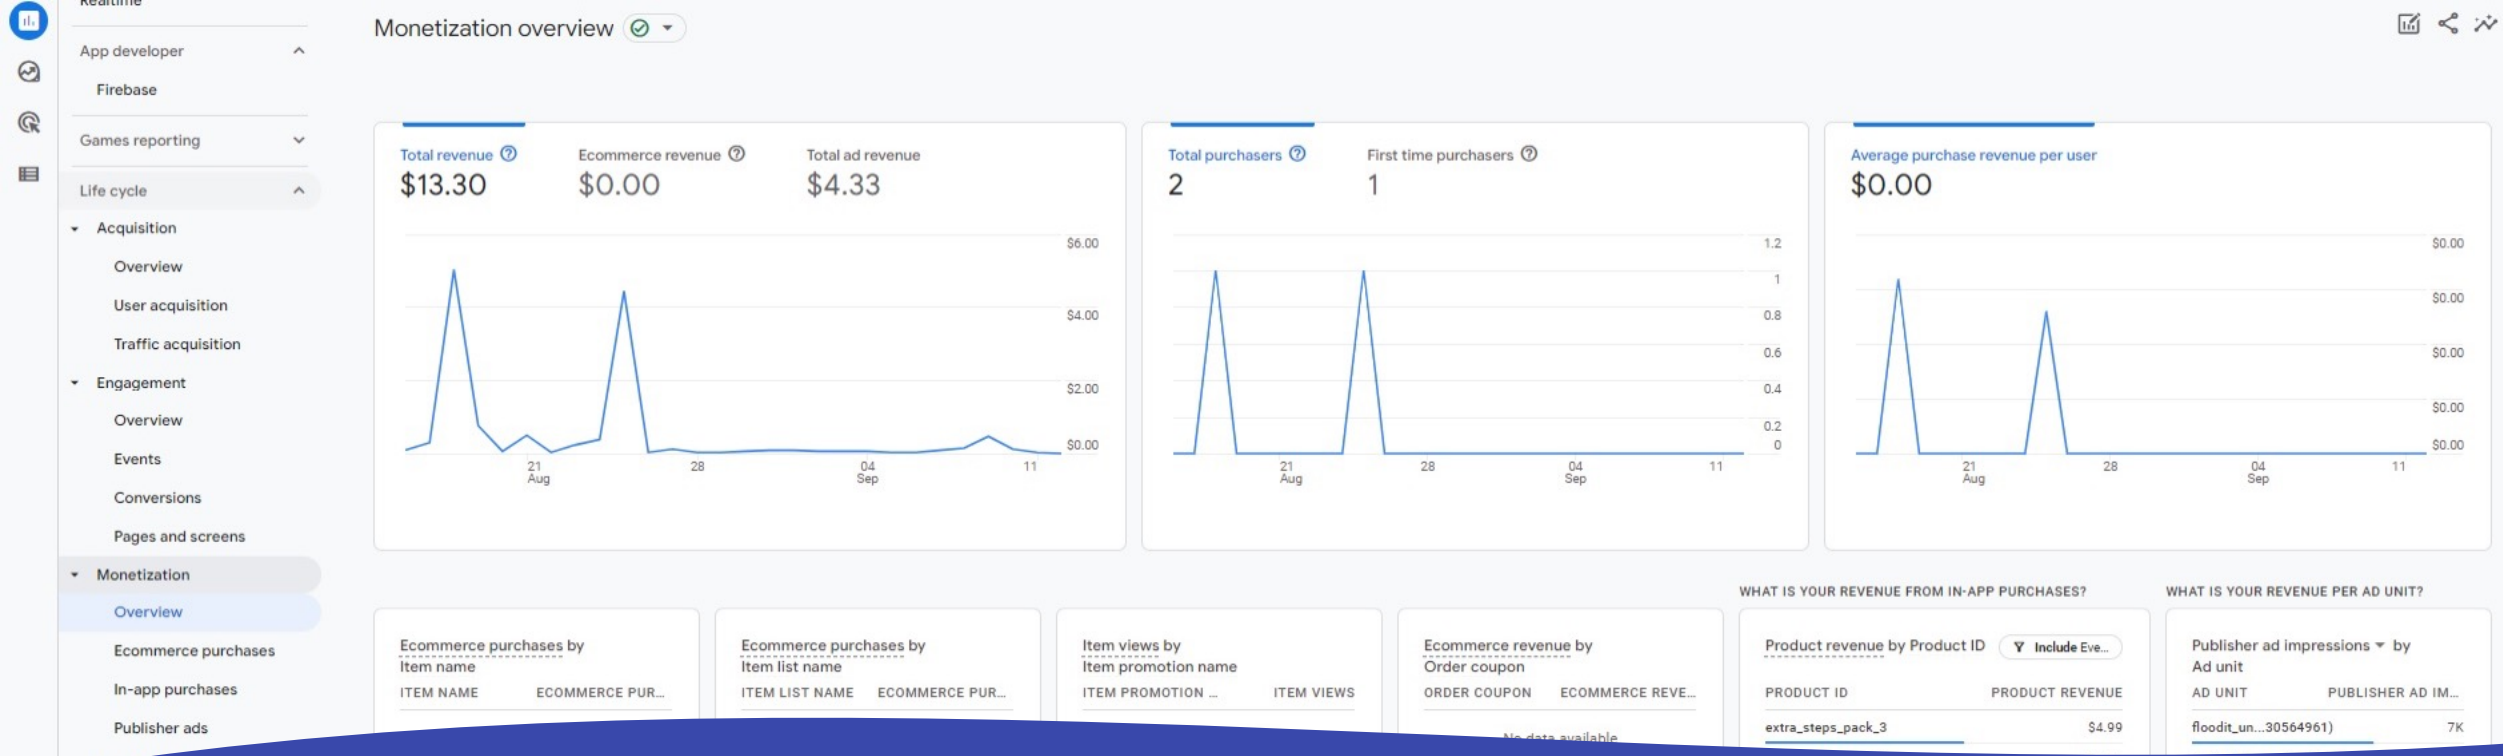 Realtime
App developer
Firebase
Games reporting
Life cycle
Acquisition
Overview
User acquisition
Traffic acquisition
Engagement
Overview
Events
Conversions
Pages and screens
Monetization
Overview
Ecommerce purchases
In-app purchases
Publisher ads
Monetization overview
Total revenue
$13.30
Ecommerce revenue
$0.00
Total ad revenue
$4.33
$6.00
$4.00
$2.00
$0.00
21 28 04 11
Aug Sep
Total purchasers
2
First time purchasers
1
1.2
1
0.8
0.6
0.4
0.2
0
21 28 04 11
Aug Sep
Average purchase revenue per user
$0.00
$0.00
$0.00
$0.00
$0.00
$0.00
21 28 04 11
Aug Sep
Ecommerce purchases by
Item name
ITEM NAME ECOMMERCE PUR...
Ecommerce purchases by
Item list name
ITEM LIST NAME ECOMMERCE PUR...
Item views by
Item promotion name
ITEM PROMOTION ... ITEM VIEWS
Ecommerce revenue by
Order coupon
ORDER COUPON ECOMMERCE REVE...
No data available
WHAT IS YOUR REVENUE FROM IN-APP PURCHASES?
Product revenue by Product ID Include Eve...
PRODUCT ID PRODUCT REVENUE
extra_steps_pack_3 $4.99
WHAT IS YOUR REVENUE PER AD UNIT?
Publisher ad impressions by
Ad unit
AD UNIT PUBLISHER AD IM...
floodit_un...30564961) 7K